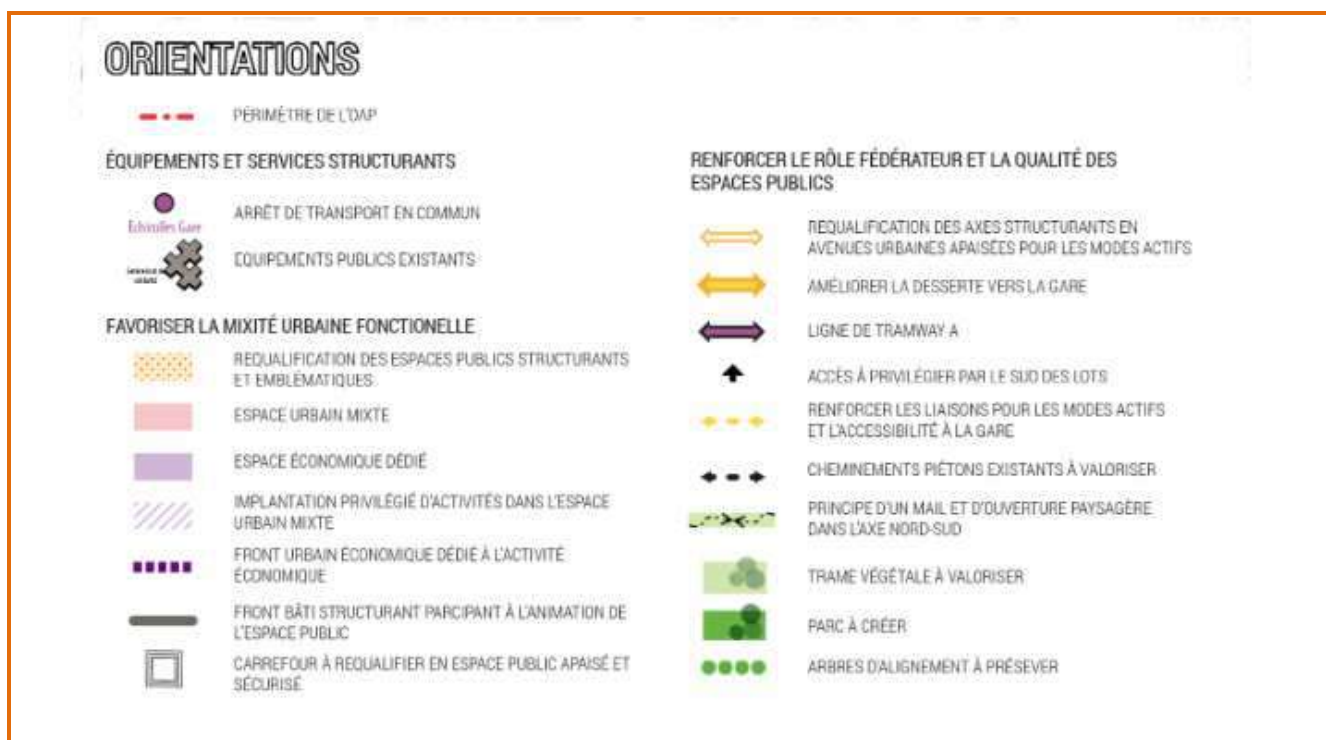 ORIENTATIONS
PÉRIMÈTRE DE L'OAP
ÉQUIPEMENTS ET SERVICES STRUCTURANTS
Echirolles Gare
ARRÊT DE TRANSPORT EN COMMUN
EQUIPEMENTS PUBLICS EXISTANTS
FAVORISER LA MIXITÉ URBAINE FONCTIONELLE
REQUALIFICATION DES ESPACES PUBLICS STRUCTURANTS
ET EMBLÉMATIQUES
ESPACE URBAIN MIXTE
ESPACE ÉCONOMIQUE DÉDIÉ
IMPLANTATION PRIVILÉGIÉ D'ACTIVITÉS DANS L'ESPACE
URBAIN MIXTE
FRONT URBAIN ÉCONOMIQUE DÉDIÉ À L'ACTIVITÉ
ÉCONOMIQUE
FRONT BÂTI STRUCTURANT PARCIPANT À L'ANIMATION DE
L'ESPACE PUBLIC
CARREFOUR À REQUALIFIER EN ESPACE PUBLIC APAISÉ ET
SÉCURISÉ
RENFORCER LE RÔLE FÉDÉRATEUR ET LA QUALITÉ DES
ESPACES PUBLICS
REQUALIFICATION DES AXES STRUCTURANTS EN
AVENUES URBAINES APAISÉES POUR LES MODES ACTIFS
AMÉLIORER LA DESSERTE VERS LA GARE
LIGNE DE TRAMWAY A
ACCÈS À PRIVILÉGIER PAR LE SUD DES LOTS
RENFORCER LES LIAISONS POUR LES MODES ACTIFS
ET L'ACCESSIBILITÉ À LA GARE
CHEMINEMENTS PIÉTONS EXISTANTS À VALORISER
PRINCIPE D'UN MAIL ET D'OUVERTURE PAYSAGÈRE
DANS L'AXE NORD-SUD
TRAME VÉGÉTALE À VALORISER
PARC À CRÉER
ARBRES D'ALIGNEMENT À PRÉSEVER